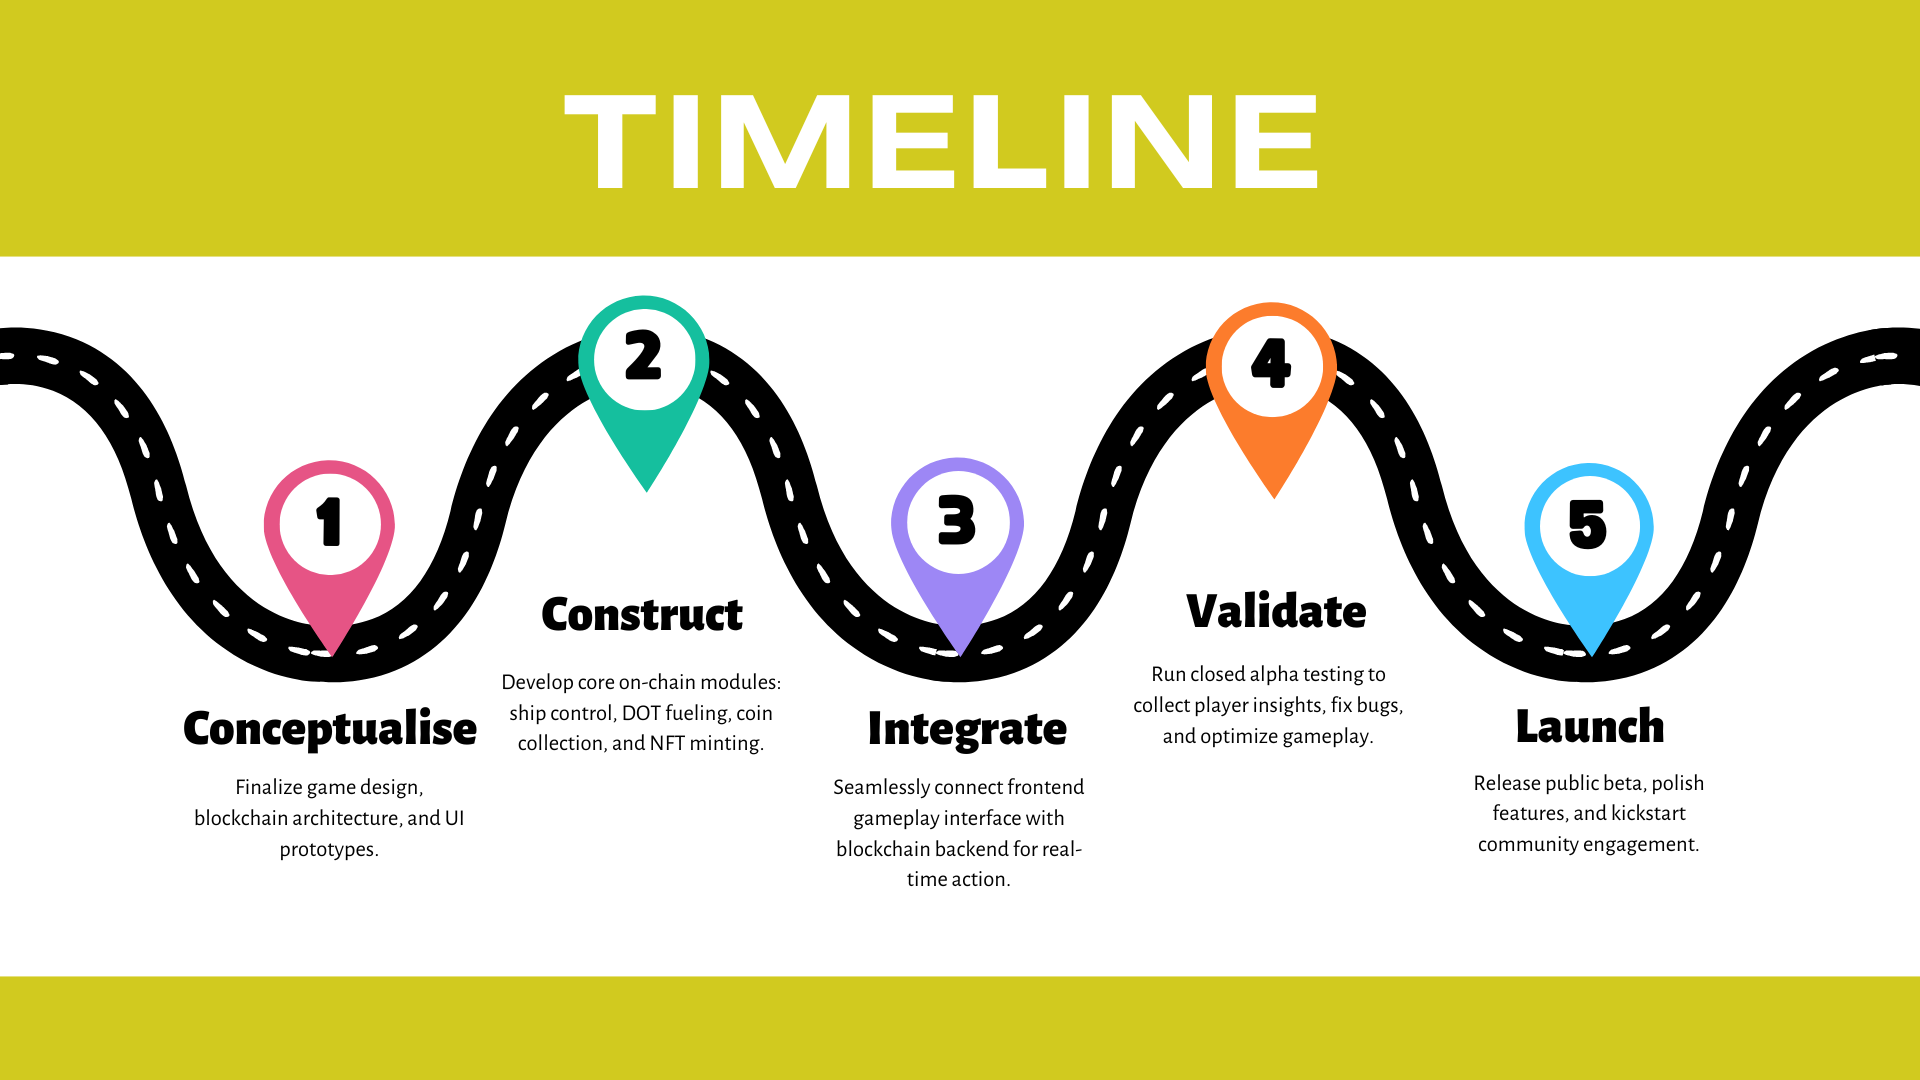 TIMELINE
1
Conceptualise
Finalize game design,
blockchain architecture, and UI
prototypes.
2
Construct
Develop core on-chain modules:
ship control, DOT fueling, coin
collection, and NFT minting.
3
Integrate
Seamlessly connect frontend
gameplay interface with
blockchain backend for real-
time action.
4
Validate
Run closed alpha testing to
collect player insights, fix bugs,
and optimize gameplay.
5
Launch
Release public beta, polish
features, and kickstart
community engagement.